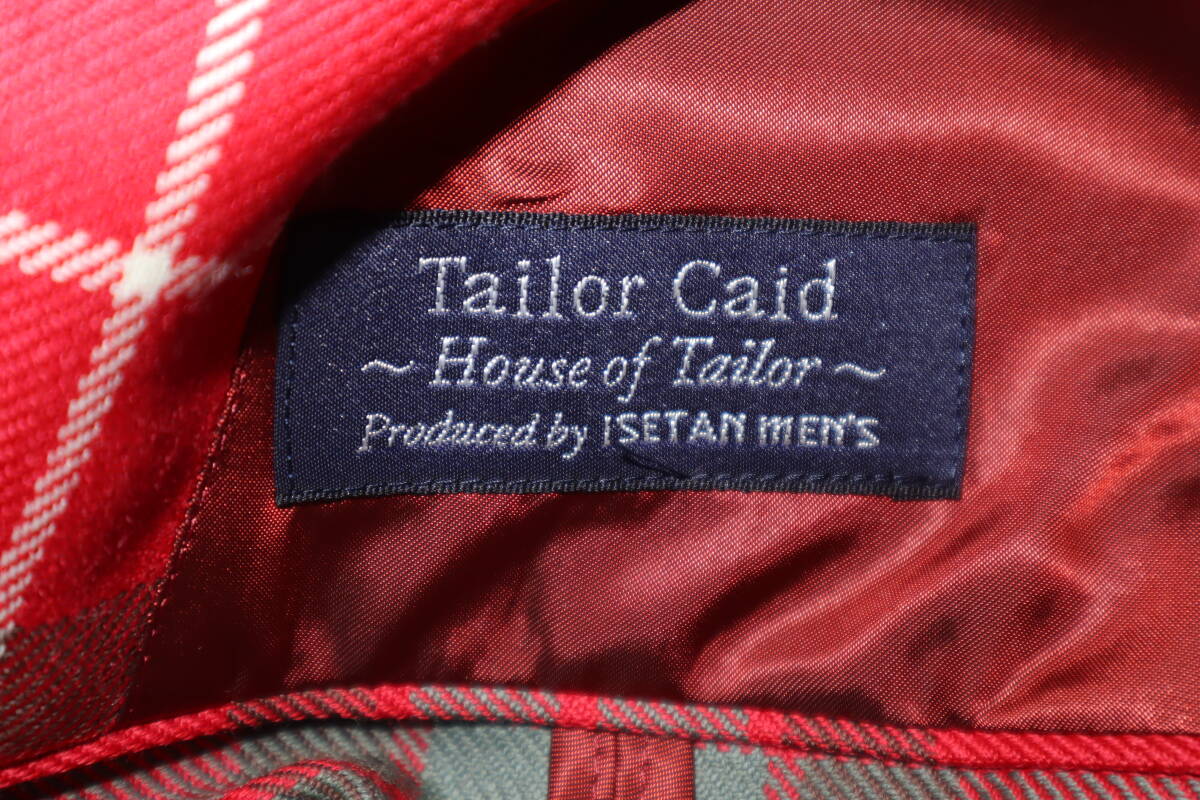 Tailor Caid
~ House of Tailor ~
Produced by ISETAN MEN'S